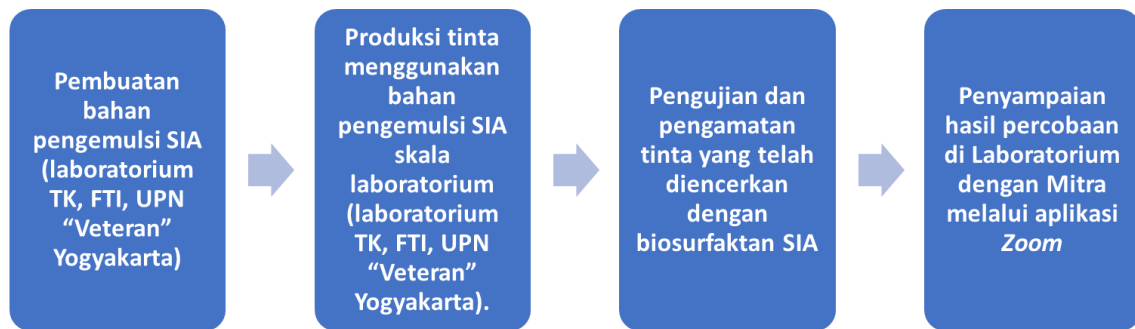 Pembuatan
bahan
pengemulsi SIA
(laboratorium
TK, FTI, UPN
“Veteran”
Yogyakarta)
Produksi tinta
menggunakan
bahan
pengemulsi SIA
skala
laboratorium
(laboratorium
TK, FTI, UPN
“Veteran”
Yogyakarta).
Pengujian dan
pengamatan
tinta yang telah
diencerkan
dengan
biosurfaktan SIA
Penyampaian
hasil percobaan
di Laboratorium
dengan Mitra
melalui aplikasi
Zoom